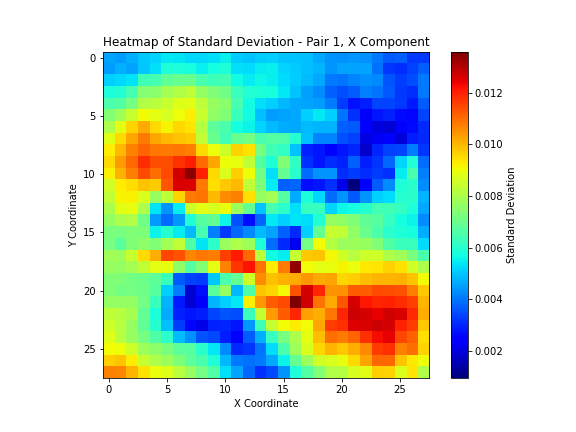 Heatmap of Standard Deviation - Pair 1, X Component
0
5
10
15
20
25
Y Coordinate
0 5 10 15 20 25
X Coordinate
0.012
0.010
0.008
0.006
0.004
0.002
Standard Deviation